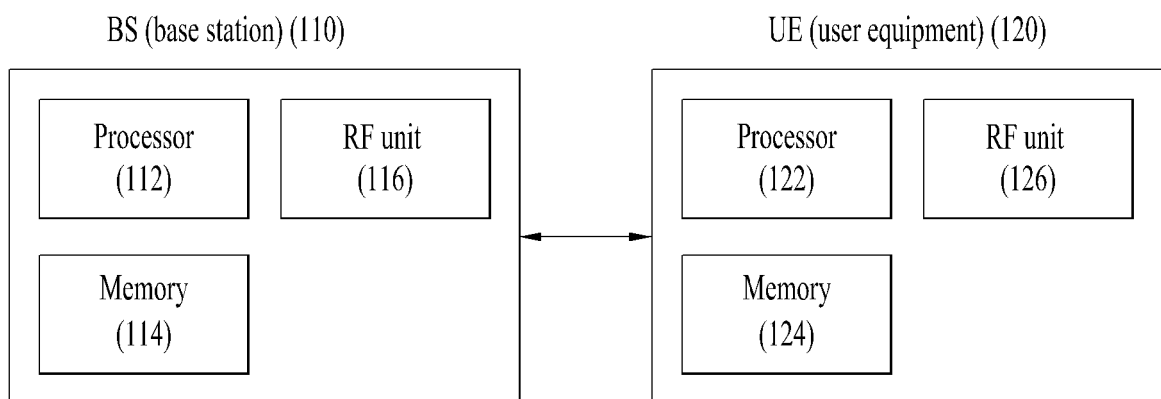 BS (base station) (110)
UE (user equipment) (120)
Processor
(112)
RF unit
(116)
Memory
(114)
Processor
(122)
RF unit
(126)
Memory
(124)